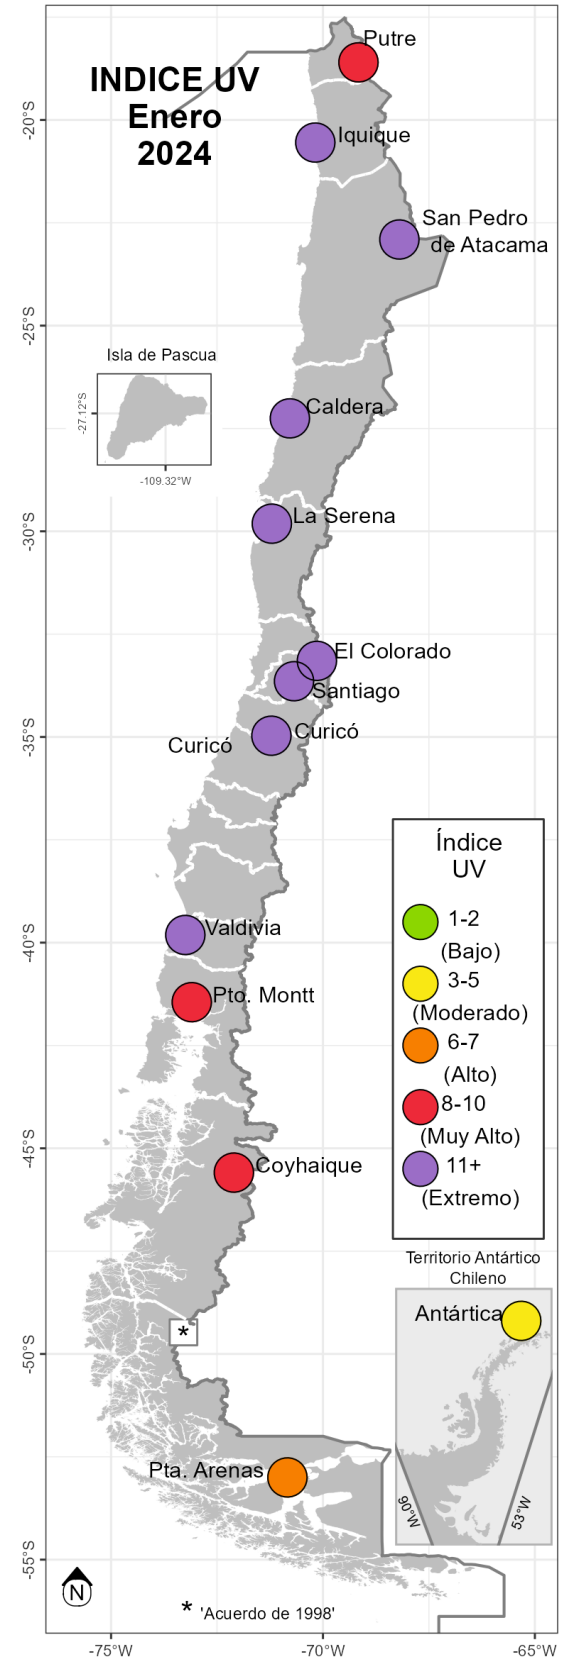 INDICE UV
Enero
2024
Putre
Iquique
San Pedro
de Atacama
Isla de Pascua
-27.12°S
-109.32°W
Caldera
La Serena
El Colorado
Santiago
Curicó
Curicó
Valdivia
Pto. Montt
Coyhaique
*
Pta. Arenas
Índice
UV
1-2
(Bajo)
3-5
(Moderado)
6-7
(Alto)
8-10
(Muy Alto)
11+
(Extremo)
Territorio Antártico
Chileno
Antártica
90°W
53°W
N
* 'Acuerdo de 1998'
-20°S
-25°S
-30°S
-35°S
-40°S
-45°S
-50°S
-55°S
-75°W
-70°W
-65°W